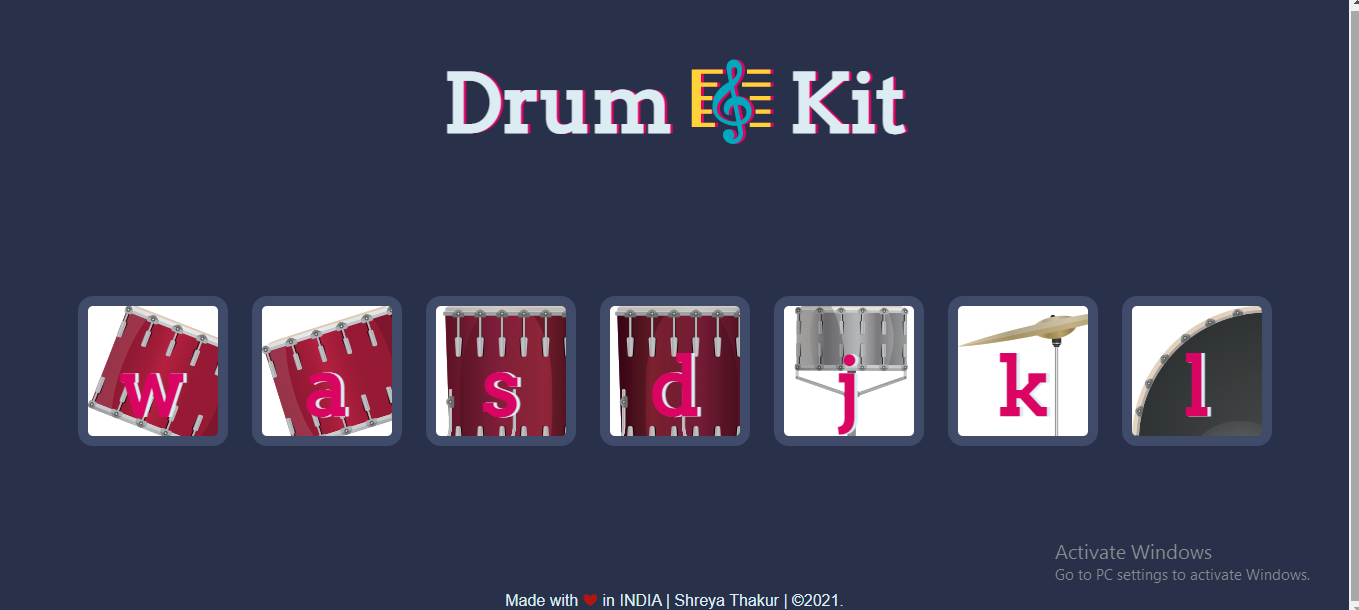 Drum 🎼 Kit
w a s d j k l
Activate Windows
Go to PC settings to activate Windows.
Made with ❤ in INDIA | Shreya Thakur | ©2021.